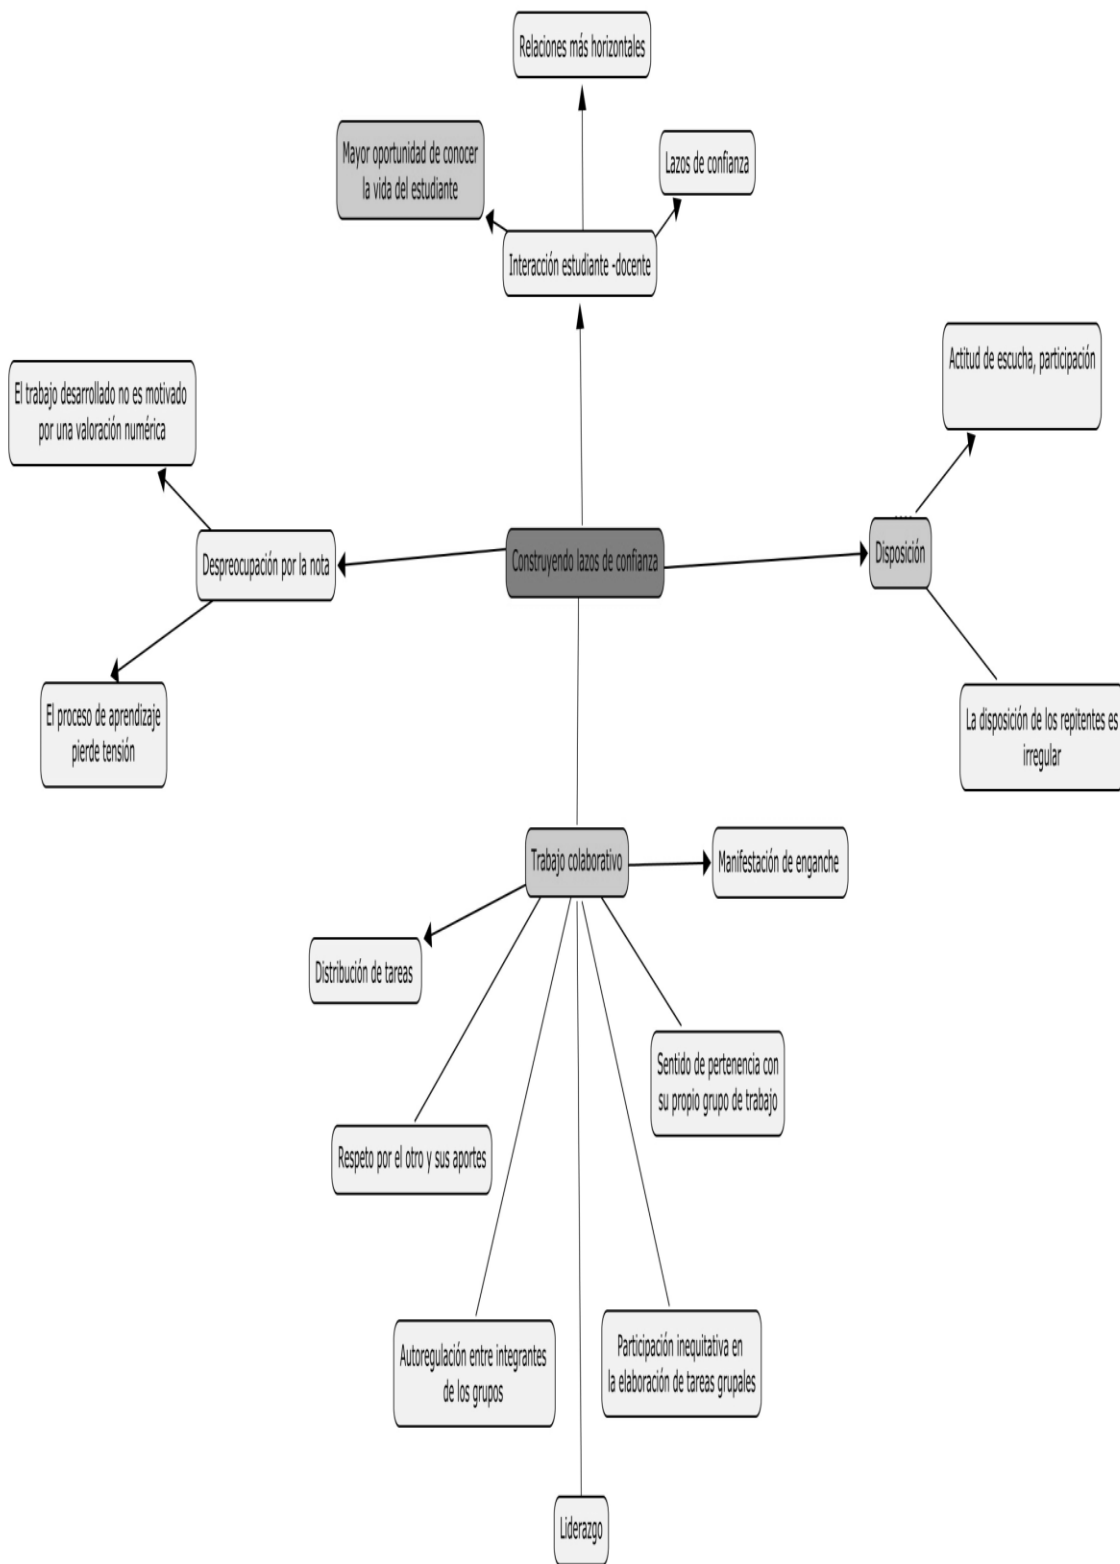 Relaciones más horizontales
Mayor oportunidad de conocer
la vida del estudiante
Lazos de confianza
Interacción estudiante -docente
Actitud de escucha, participación
El trabajo desarrollado no es motivado
por una valoración numérica
Despreocupación por la nota
Construyendo lazos de confianza
Disposición
El proceso de aprendizaje
pierde tensión
La disposición de los repitentes es
irregular
Trabajo colaborativo
Manifestación de enganche
Distribución de tareas
Sentido de pertenencia con
su propio grupo de trabajo
Respeto por el otro y sus aportes
Autoregulación entre integrantes
de los grupos
Participación inequitativa en
la elaboración de tareas grupales
Liderazgo